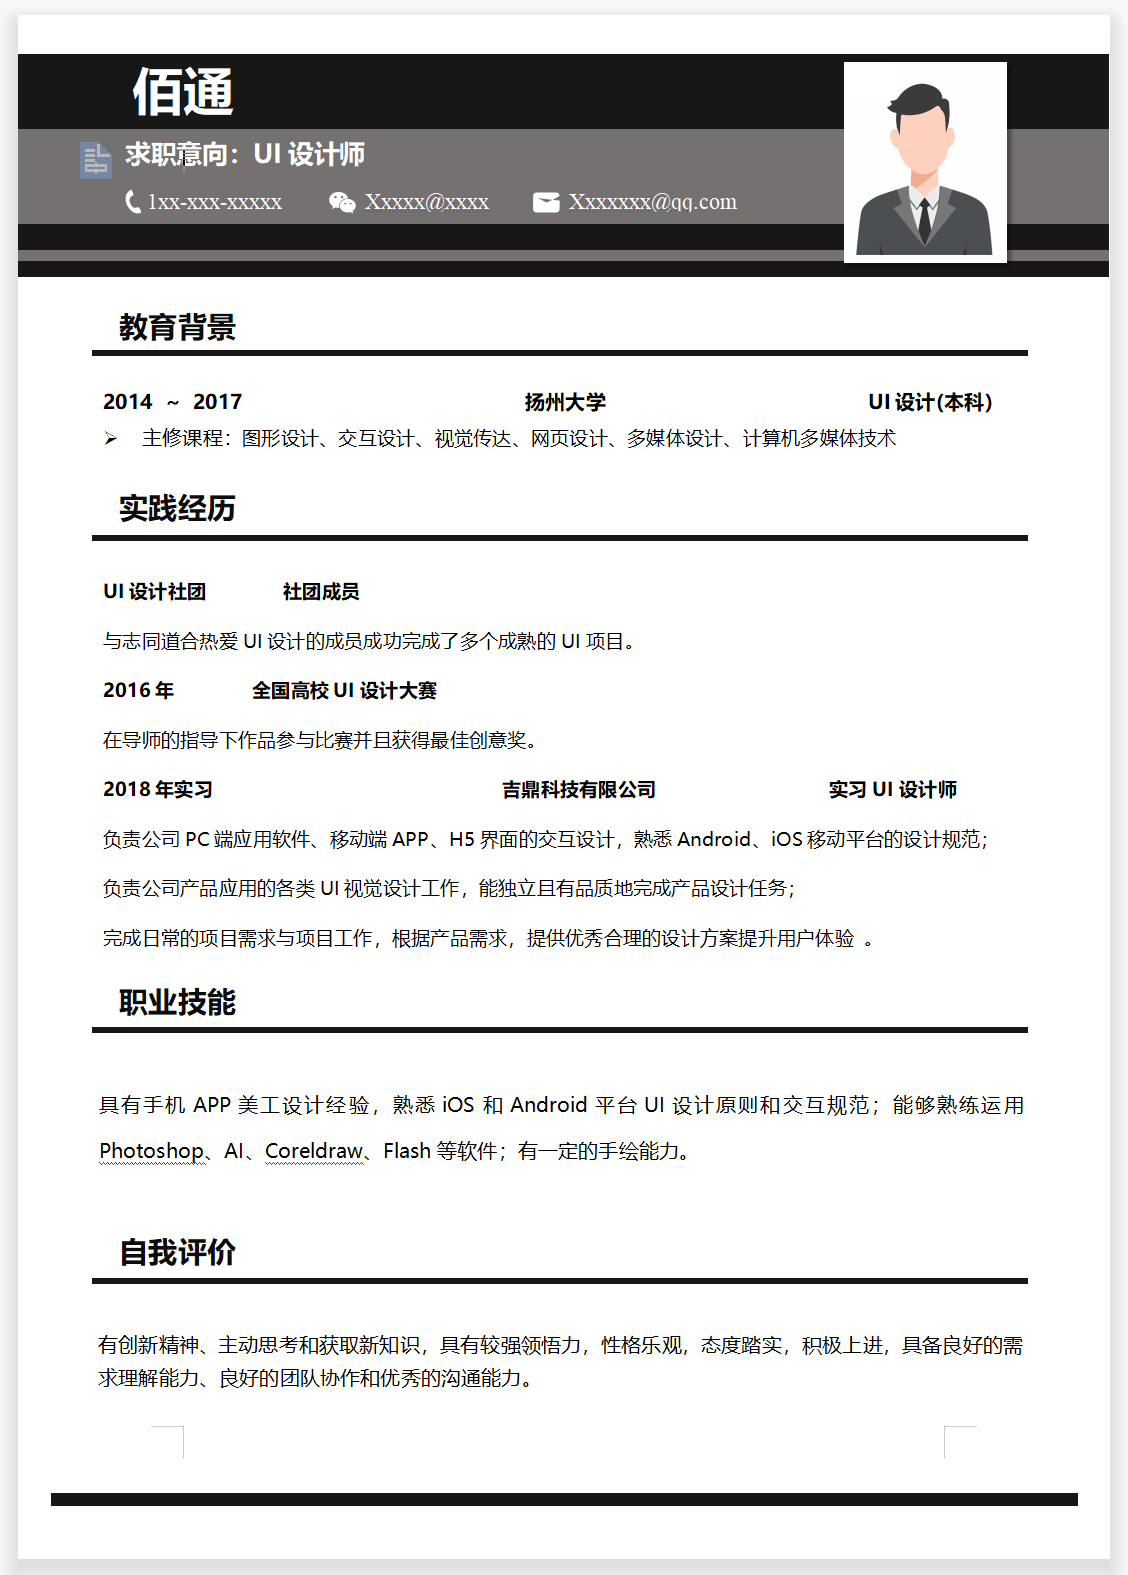 佰通
求职意向：UI 设计师
1xx-xxx-xxxxx Xxxxx@xxxx Xxxxxxx@qq.com
教育背景
2014 ~ 2017 扬州大学 UI 设计(本科)
➢ 主修课程：图形设计、交互设计、视觉传达、网页设计、多媒体设计、计算机多媒体技术
实践经历
UI 设计社团 社团成员
与志同道合热爱 UI 设计的成员成功完成了多个成熟的 UI 项目。
2016 年 全国高校 UI 设计大赛
在导师的指导下作品参与比赛并且获得最佳创意奖。
2018 年实习 吉鼎科技有限公司 实习 UI 设计师
负责公司 PC 端应用软件、移动端 APP、H5 界面的交互设计，熟悉 Android、iOS 移动平台的设计规范；
负责公司产品应用的各类 UI 视觉设计工作，能独立且有品质地完成产品设计任务；
完成日常的项目需求与项目工作，根据产品需求，提供优秀合理的设计方案提升用户体验 。
职业技能
具有手机 APP 美工设计经验，熟悉 iOS 和 Android 平台 UI 设计原则和交互规范；能够熟练运用
Photoshop、AI、Coreldraw、Flash 等软件；有一定的手绘能力。
自我评价
有创新精神、主动思考和获取新知识，具有较强领悟力，性格乐观，态度踏实，积极上进，具备良好的需
求理解能力、良好的团队协作和优秀的沟通能力。